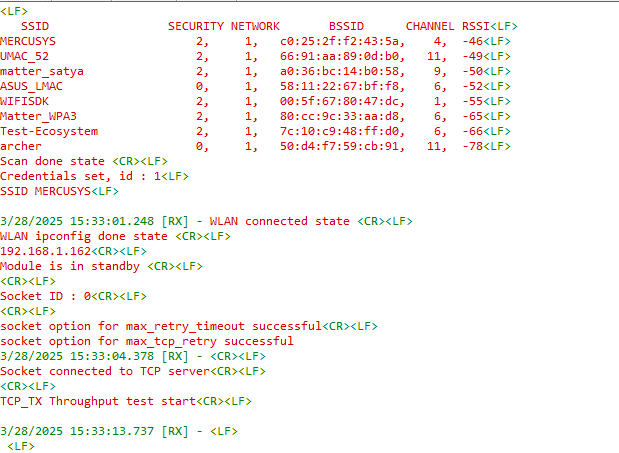 <LF>
SSID SECURITY NETWORK BSSID CHANNEL RSSI<LF>
MERCUSYS 2, 1, c0:25:2f:f2:43:5a, 4, -46<LF>
UMAC_52 2, 1, 66:91:aa:89:0d:b0, 11, -49<LF>
matter_satya 2, 1, a0:36:bc:14:b0:58, 9, -50<LF>
ASUS_LMAC 0, 1, 58:11:22:67:bf:f8, 6, -52<LF>
WIFISDK 2, 1, 00:5f:67:80:47:dc, 1, -55<LF>
Matter_WPA3 2, 1, 80:cc:9c:33:aa:d8, 6, -65<LF>
Test-Ecosystem 2, 1, 7c:10:c9:48:ff:d0, 6, -66<LF>
archer 0, 1, 50:d4:f7:59:cb:91, 11, -78<LF>
Scan done state <CR><LF>
Credentials set, id : 1<LF>
SSID MERCUSYS<LF>
3/28/2025 15:33:01.248 [RX] - WLAN connected state <CR><LF>
WLAN ipconfig done state <CR><LF>
192.168.1.162<CR><LF>
Module is in standby <CR><LF>
<CR><LF>
Socket ID : 0<CR><LF>
<CR><LF>
socket option for max_retry_timeout successful<CR><LF>
socket option for max_tcp_retry successful
3/28/2025 15:33:04.378 [RX] - <CR><LF>
Socket connected to TCP server<CR><LF>
<CR><LF>
TCP_TX Throughput test start<CR><LF>
3/28/2025 15:33:13.737 [RX] - <LF>
<LF>